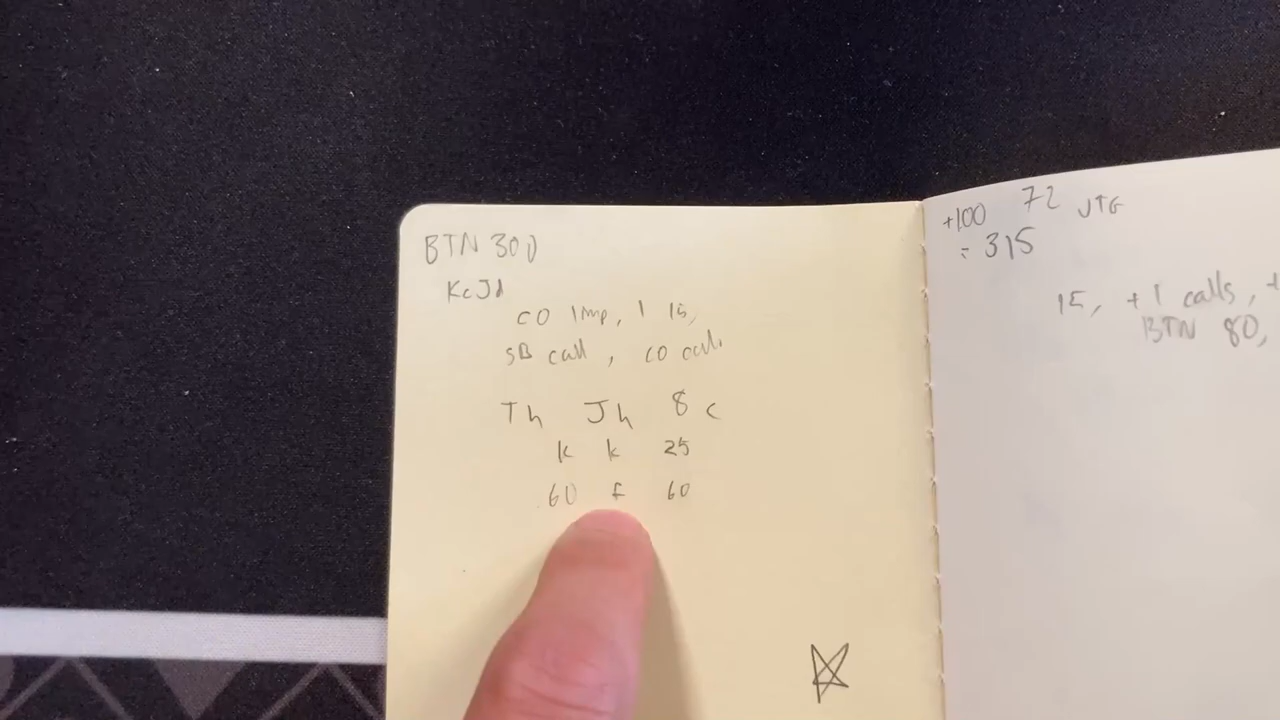 BTN 300
KcJd
CO limp, I 15,
SB call, CO call
Th Jh 8c
k k 25
60 F 60
+100 72 UTG
= 315
15, +1 calls, +
BTN 80,